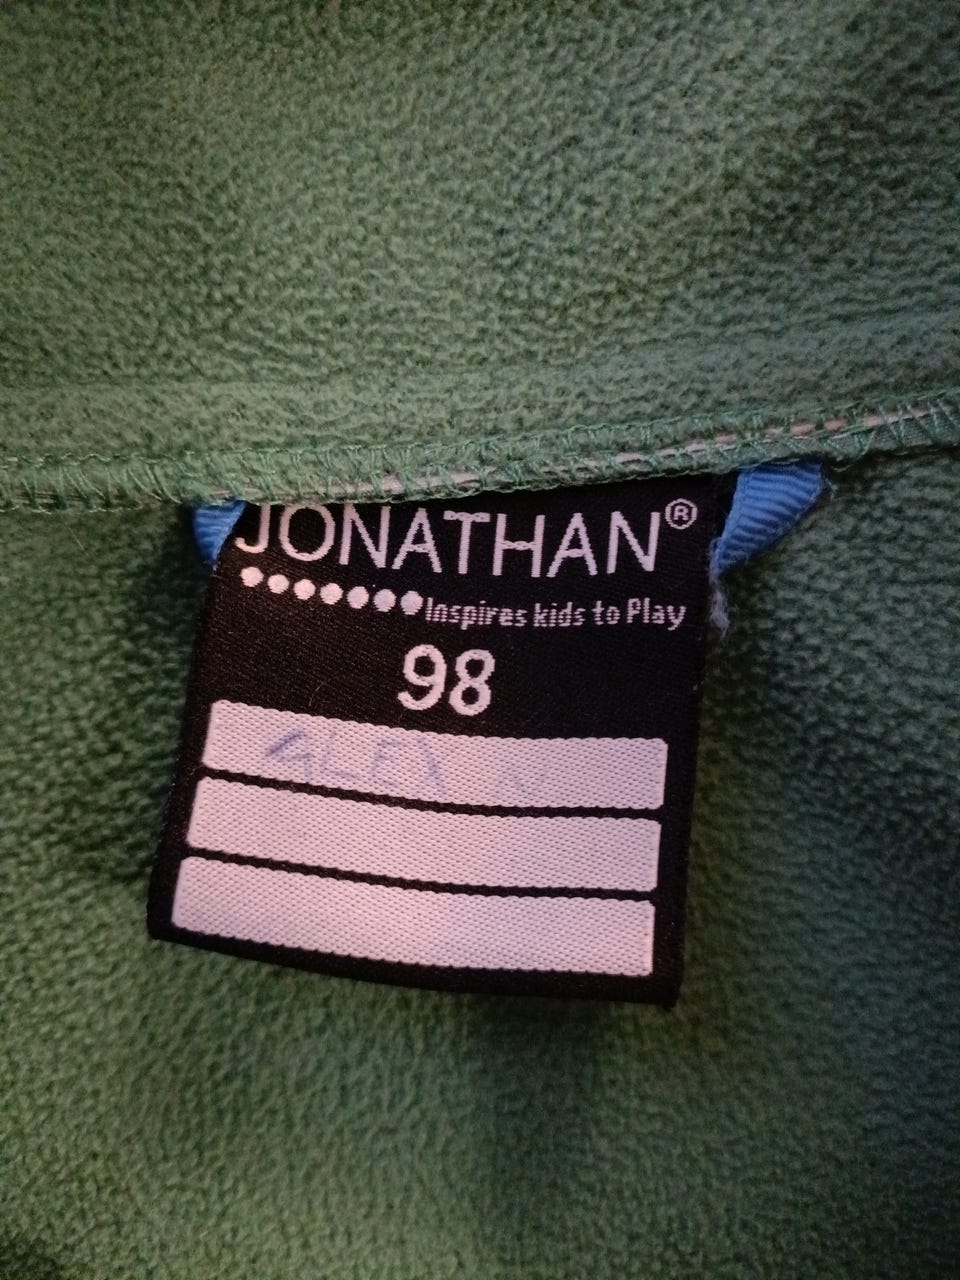 JONATHAN®
Inspires kids to Play
98
ALEX